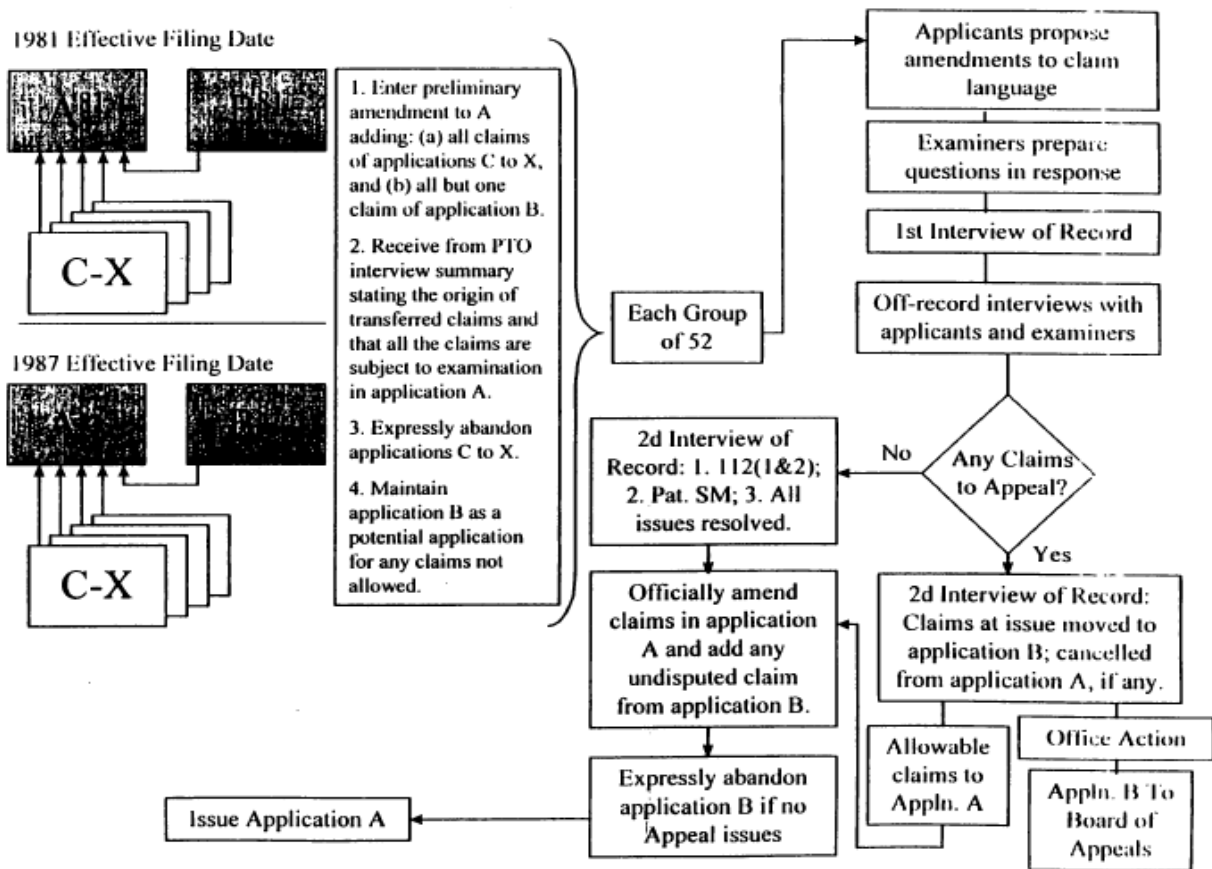 1981 Effective Filing Date
C-X
1987 Effective Filing Date
C-X
1. Enter preliminary
amendment to A
adding: (a) all claims
of applications C to X,
and (b) all but one
claim of application B.
2. Receive from PTO
interview summary
stating the origin of
transferred claims and
that all the claims are
subject to examination
in application A.
3. Expressly abandon
applications C to X.
4. Maintain
application B as a
potential application
for any claims not
allowed.
Each Group
of 52
Applicants propose
amendments to claim
language
Examiners prepare
questions in response
1st Interview of Record
Off-record interviews with
applicants and examiners
Any Claims
to Appeal?
No
Yes
2d Interview of
Record: 1. 112(1&2);
2. Pat. SM; 3. All
issues resolved.
Officially amend
claims in application
A and add any
undisputed claim
from application B.
Expressly abandon
application B if no
Appeal issues
Issue Application A
2d Interview of Record:
Claims at issue moved to
application B; cancelled
from application A, if any.
Allowable
claims to
Appln. A
Office Action
Appln. B To
Board of
Appeals